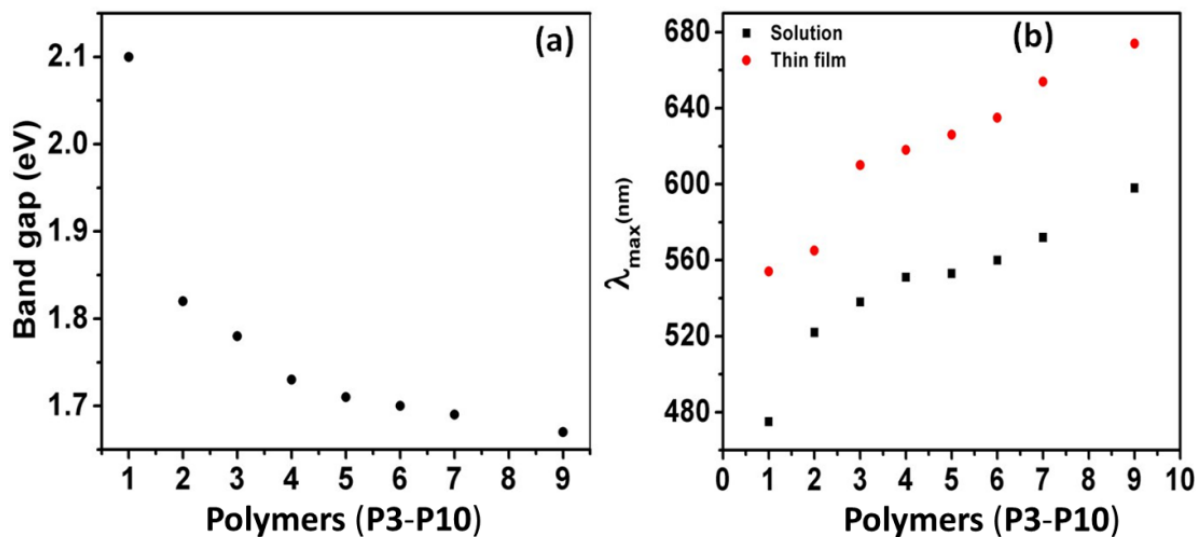 (a)
Band gap (eV)
2.1
2.0
1.9
1.8
1.7
1 2 3 4 5 6 7 9
Polymers (P3-P10)
(b)
Solution
Thin film
λmax(nm)
680
640
600
560
520
480
0 1 2 3 4 5 6 7 8 9 10
Polymers (P3-P10)